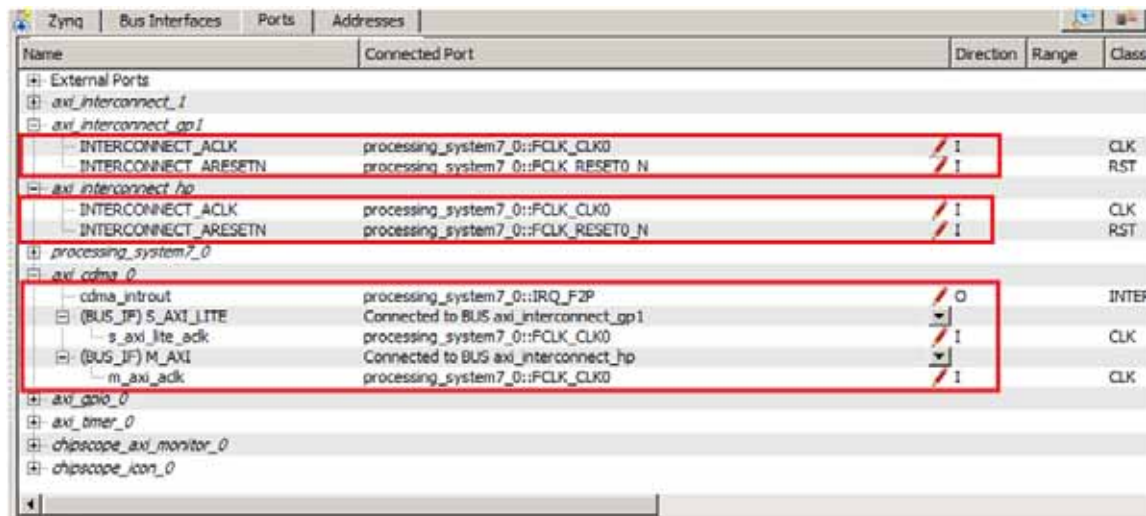 Zynq Bus Interfaces Ports Addresses
Name Connected Port Direction Range Class
External Ports
axi_interconnect_1
axi_interconnect_gp1
INTERCONNECT_ACLK processing_system7_0::FCLK_CLK0 I CLK
INTERCONNECT_ARESETN processing_system7_0::FCLK_RESET0_N I RST
axi_interconnect_hp
INTERCONNECT_ACLK processing_system7_0::FCLK_CLK0 I CLK
INTERCONNECT_ARESETN processing_system7_0::FCLK_RESET0_N I RST
processing_system7_0
axi_cdma_0
cdma_introut processing_system7_0::IRQ_F2P O INTER
(BUS_IF) S_AXI_LITE Connected to BUS axi_interconnect_gp1
s_axi_lite_aclk processing_system7_0::FCLK_CLK0 I CLK
(BUS_IF) M_AXI Connected to BUS axi_interconnect_hp
m_axi_aclk processing_system7_0::FCLK_CLK0 I CLK
axi_gpio_0
axi_timer_0
chipscope_axi_monitor_0
chipscope_icon_0